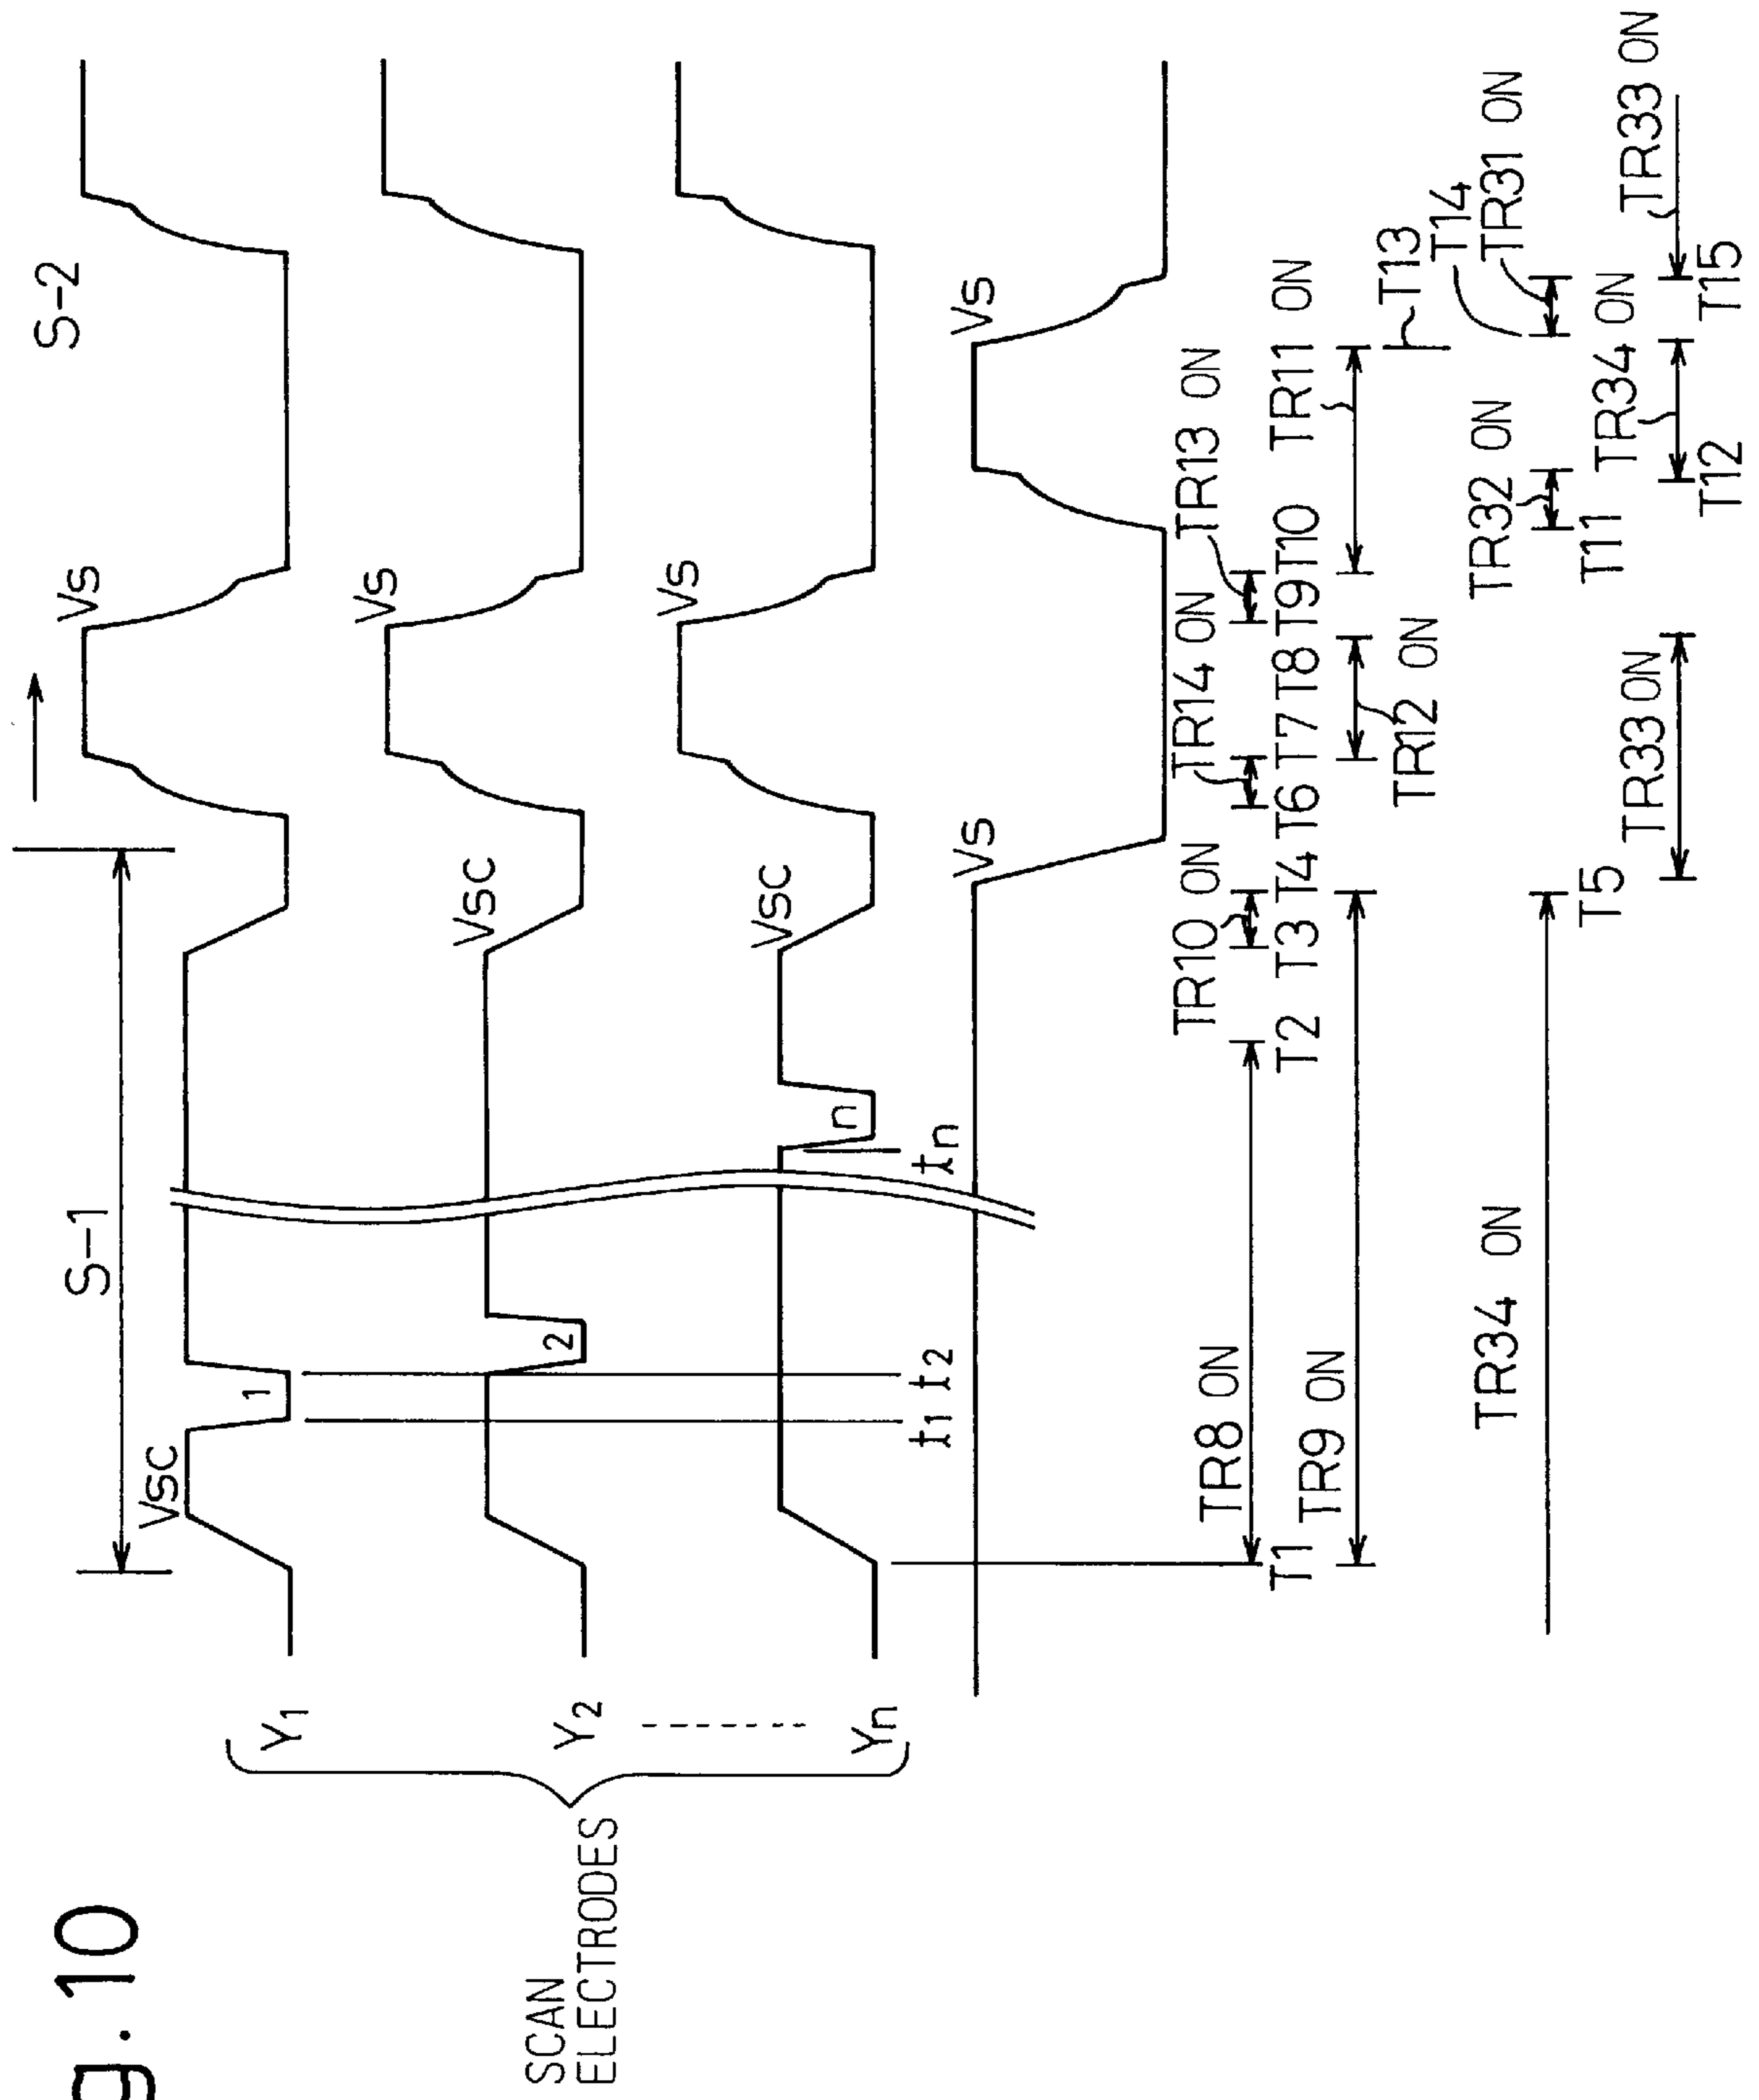 g. 10
S-1
S-2
Vsc
1
Vs
Y1
Vsc
2
Vs
Y2
Vsc
n
Vs
Yn
SCAN
ELECTRODES
t1
t2
tn
Vs
Vs
TR8 ON
TR10 ON
TR14 ON
TR13 ON
T1
T2
T3
T4
T6
T7
T8
T9
T10
TR9 ON
TR12 ON
TR11 ON
T13
T14
TR34 ON
TR32 ON
TR31 ON
T5
T11
TR33 ON
TR34 ON
TR33 ON
T12
T15